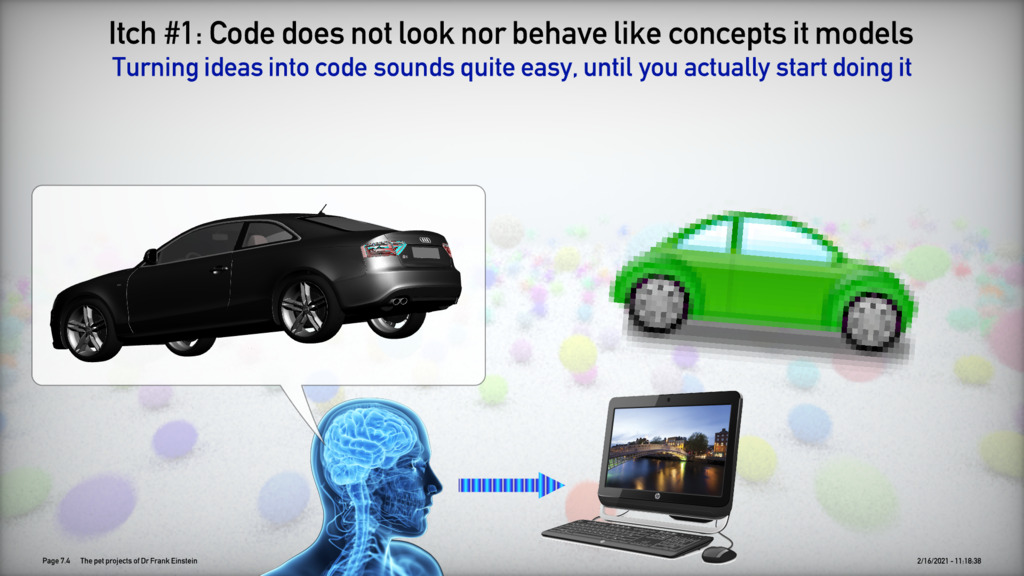 Itch #1: Code does not look nor behave like concepts it models
Turning ideas into code sounds quite easy, until you actually start doing it
Page 7.4 The pet projects of Dr Frank Einstein
2/16/2021 - 11:18:38